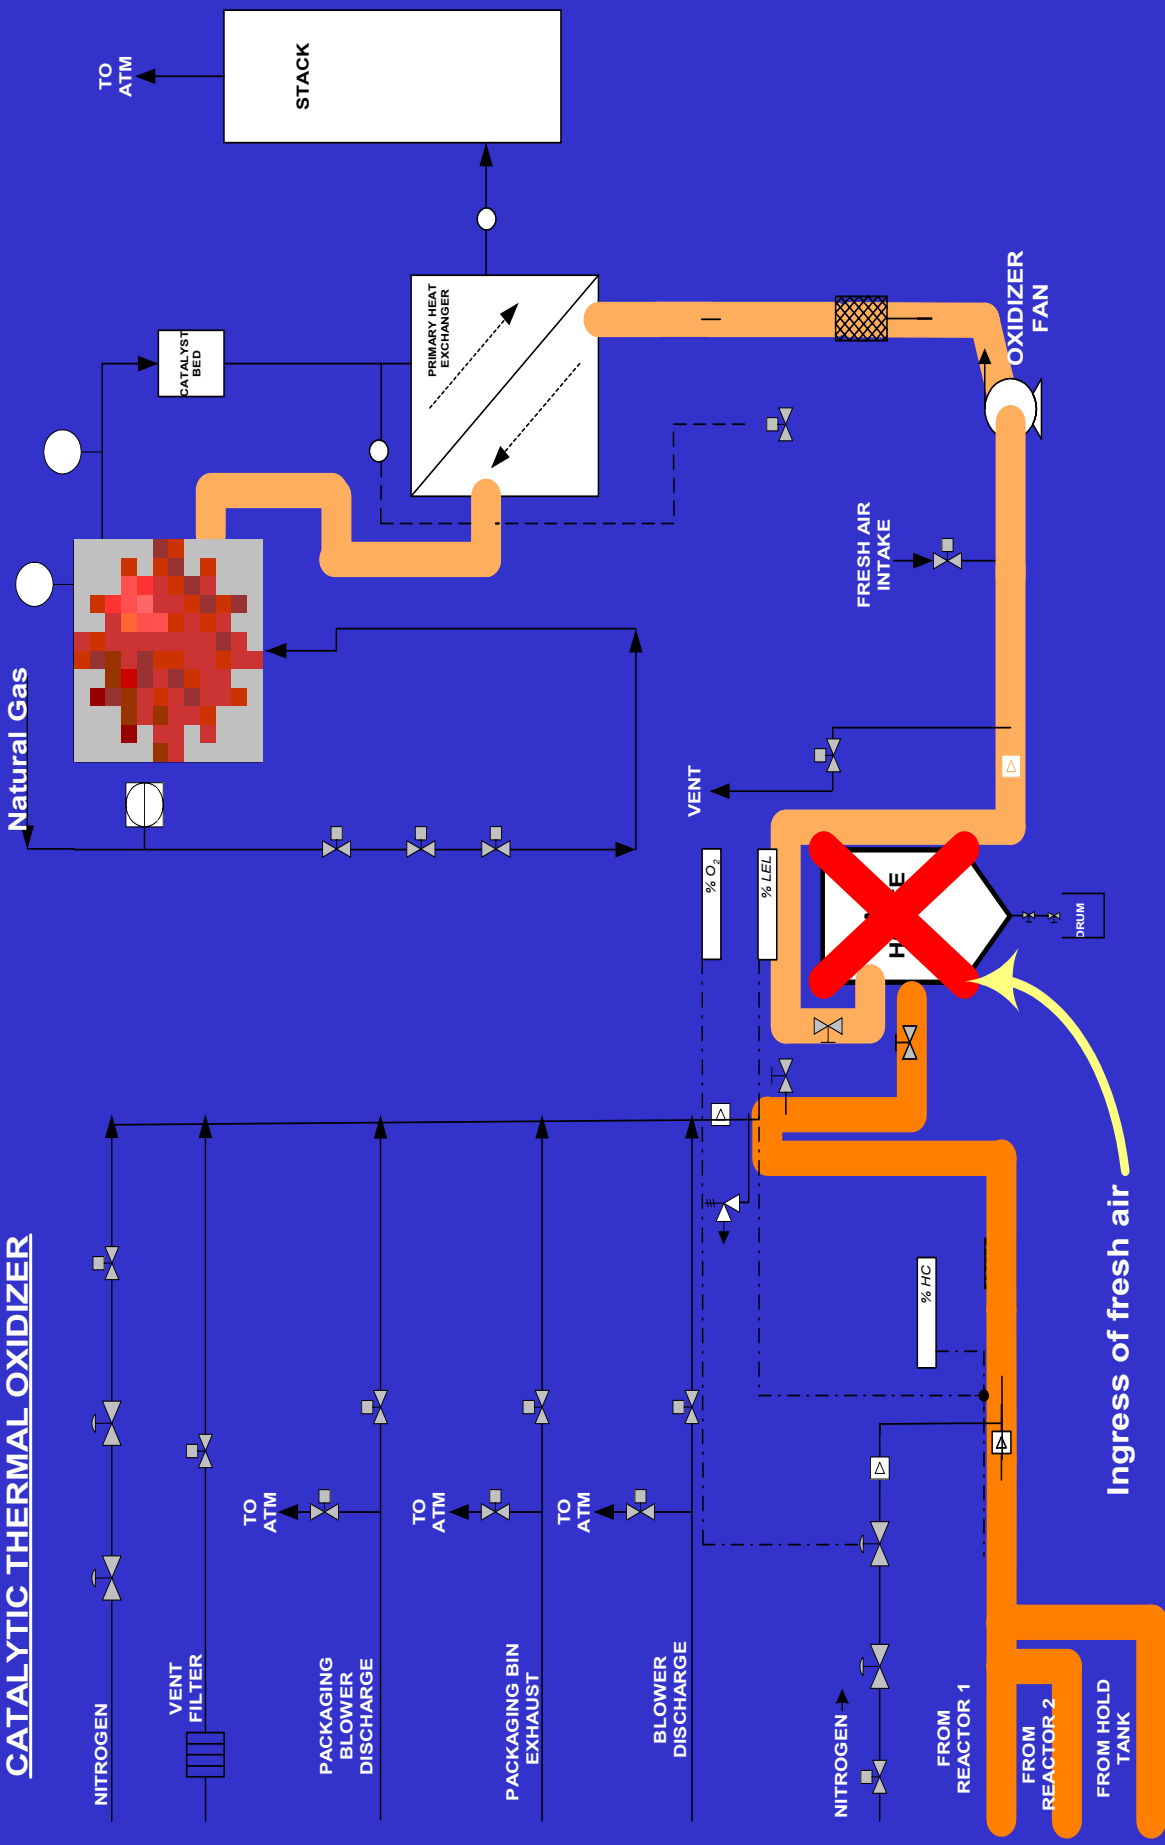 CATALYTIC THERMAL OXIDIZER
Natural Gas
TO
ATM
STACK
CATALYST
BED
PRIMARY HEAT
EXCHANGER
OXIDIZER
FAN
FRESH AIR
INTAKE
VENT
% O2
% LEL
DRUM
% HC
Ingress of fresh air
NITROGEN
VENT
FILTER
PACKAGING
BLOWER
DISCHARGE
TO
ATM
PACKAGING BIN
EXHAUST
TO
ATM
BLOWER
DISCHARGE
TO
ATM
NITROGEN
FROM
REACTOR 1
FROM
REACTOR 2
FROM HOLD
TANK